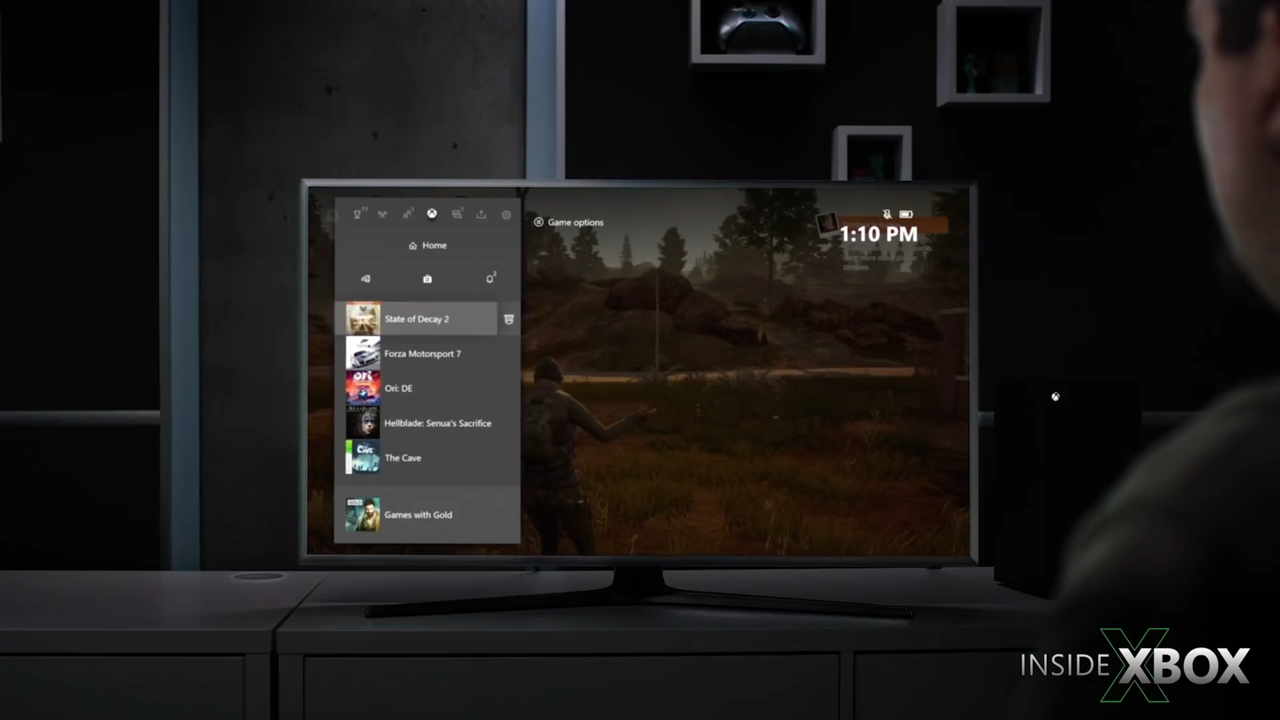 Home
2
State of Decay 2
Forza Motorsport 7
Ori: DE
Hellblade: Senua's Sacrifice
The Cave
Games with Gold
Game options
1:10 PM
INSIDE XBOX